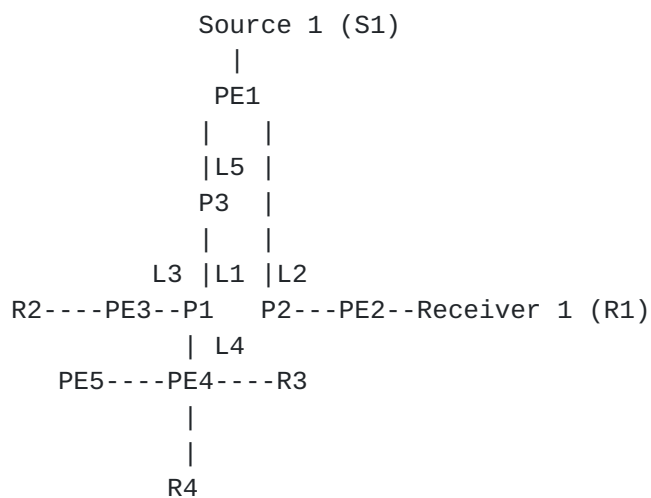 Source 1 (S1)
|
PE1
|   |
|L5 |
P3  |
|   |
L3 |L1 |L2
R2----PE3--P1   P2---PE2--Receiver 1 (R1)
| L4
PE5----PE4----R3
|
|
R4